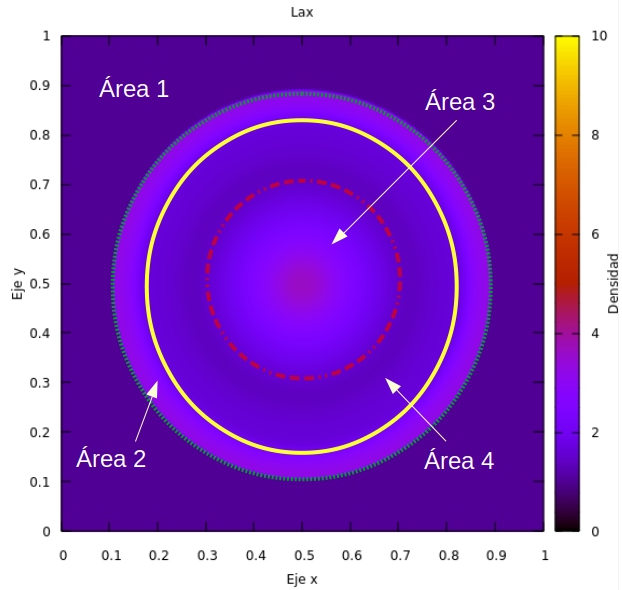 Lax
1
0.9
0.8
0.7
0.6
0.5
0.4
0.3
0.2
0.1
0
Eje y
Área 1
Área 3
Área 2
Área 4
0 0.1 0.2 0.3 0.4 0.5 0.6 0.7 0.8 0.9 1
Eje x
10
8
6
4
2
0
Densidad